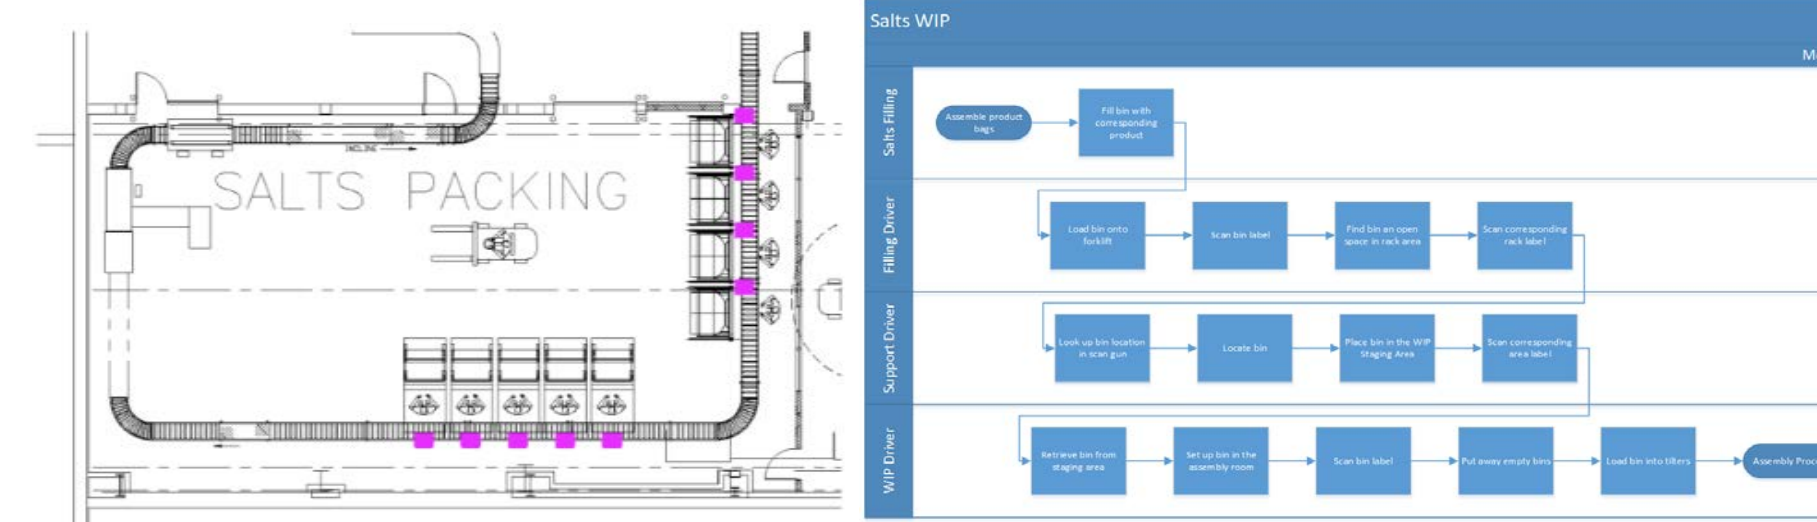 INCLINE
SALTS PACKING
Salts WIP
Salts Filling
Assemble product
bags
Fill bin with
corresponding
product
Filling Driver
Load bin onto
forklift
Scan bin label
Find bin an open
space in rack area
Scan corresponding
rack label
Support Driver
Look up bin location
in scan gun
Locate bin
Place bin in the WIP
Staging Area
Scan corresponding
area label
WIP Driver
Retrieve bin from
staging area
Set up bin in the
assembly room
Scan bin label
Put away empty bins
Load bin into tilters
Assembly Proc